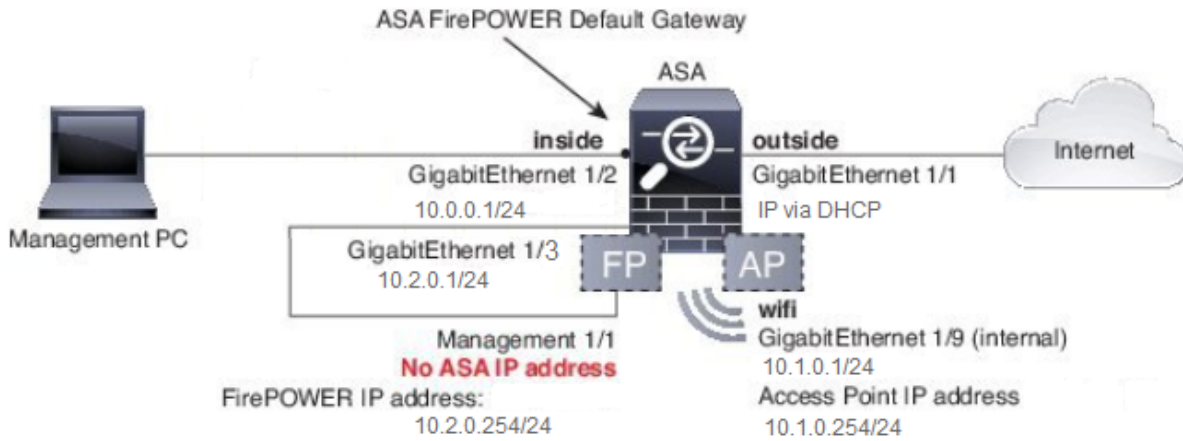 ASA FirePOWER Default Gateway
ASA
inside
outside
Internet
GigabitEthernet 1/2
GigabitEthernet 1/1
10.0.0.1/24
IP via DHCP
Management PC
GigabitEthernet 1/3
10.2.0.1/24
FP
AP
wifi
Management 1/1
GigabitEthernet 1/9 (internal)
No ASA IP address
10.1.0.1/24
FirePOWER IP address:
Access Point IP address
10.2.0.254/24
10.1.0.254/24